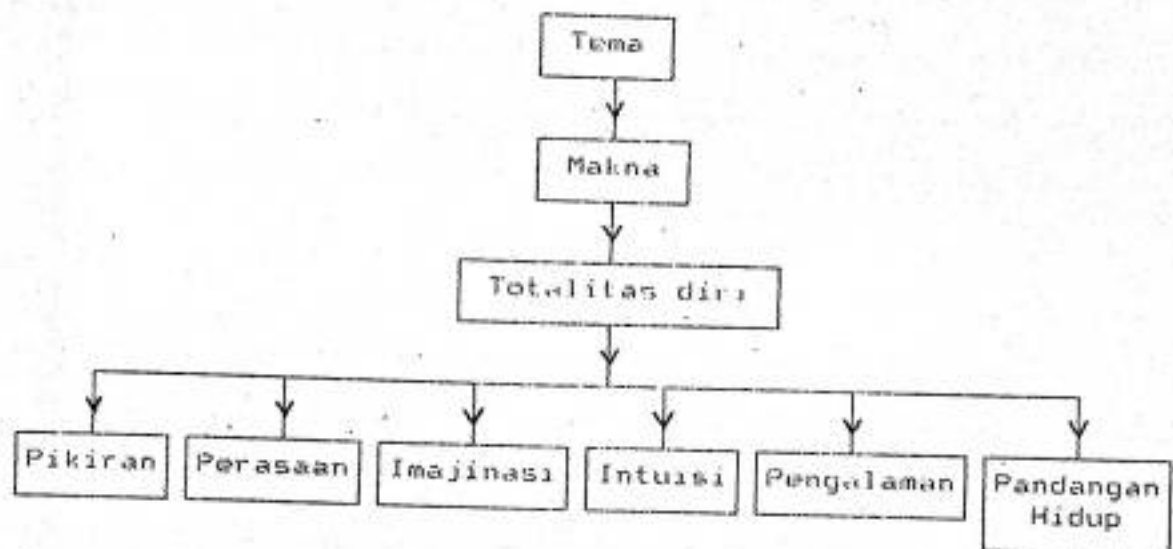 Tema
Makna
Totalitas diri
Pikiran
Perasaan
Imajinasi
Intuisi
Pengalaman
Pandangan
Hidup